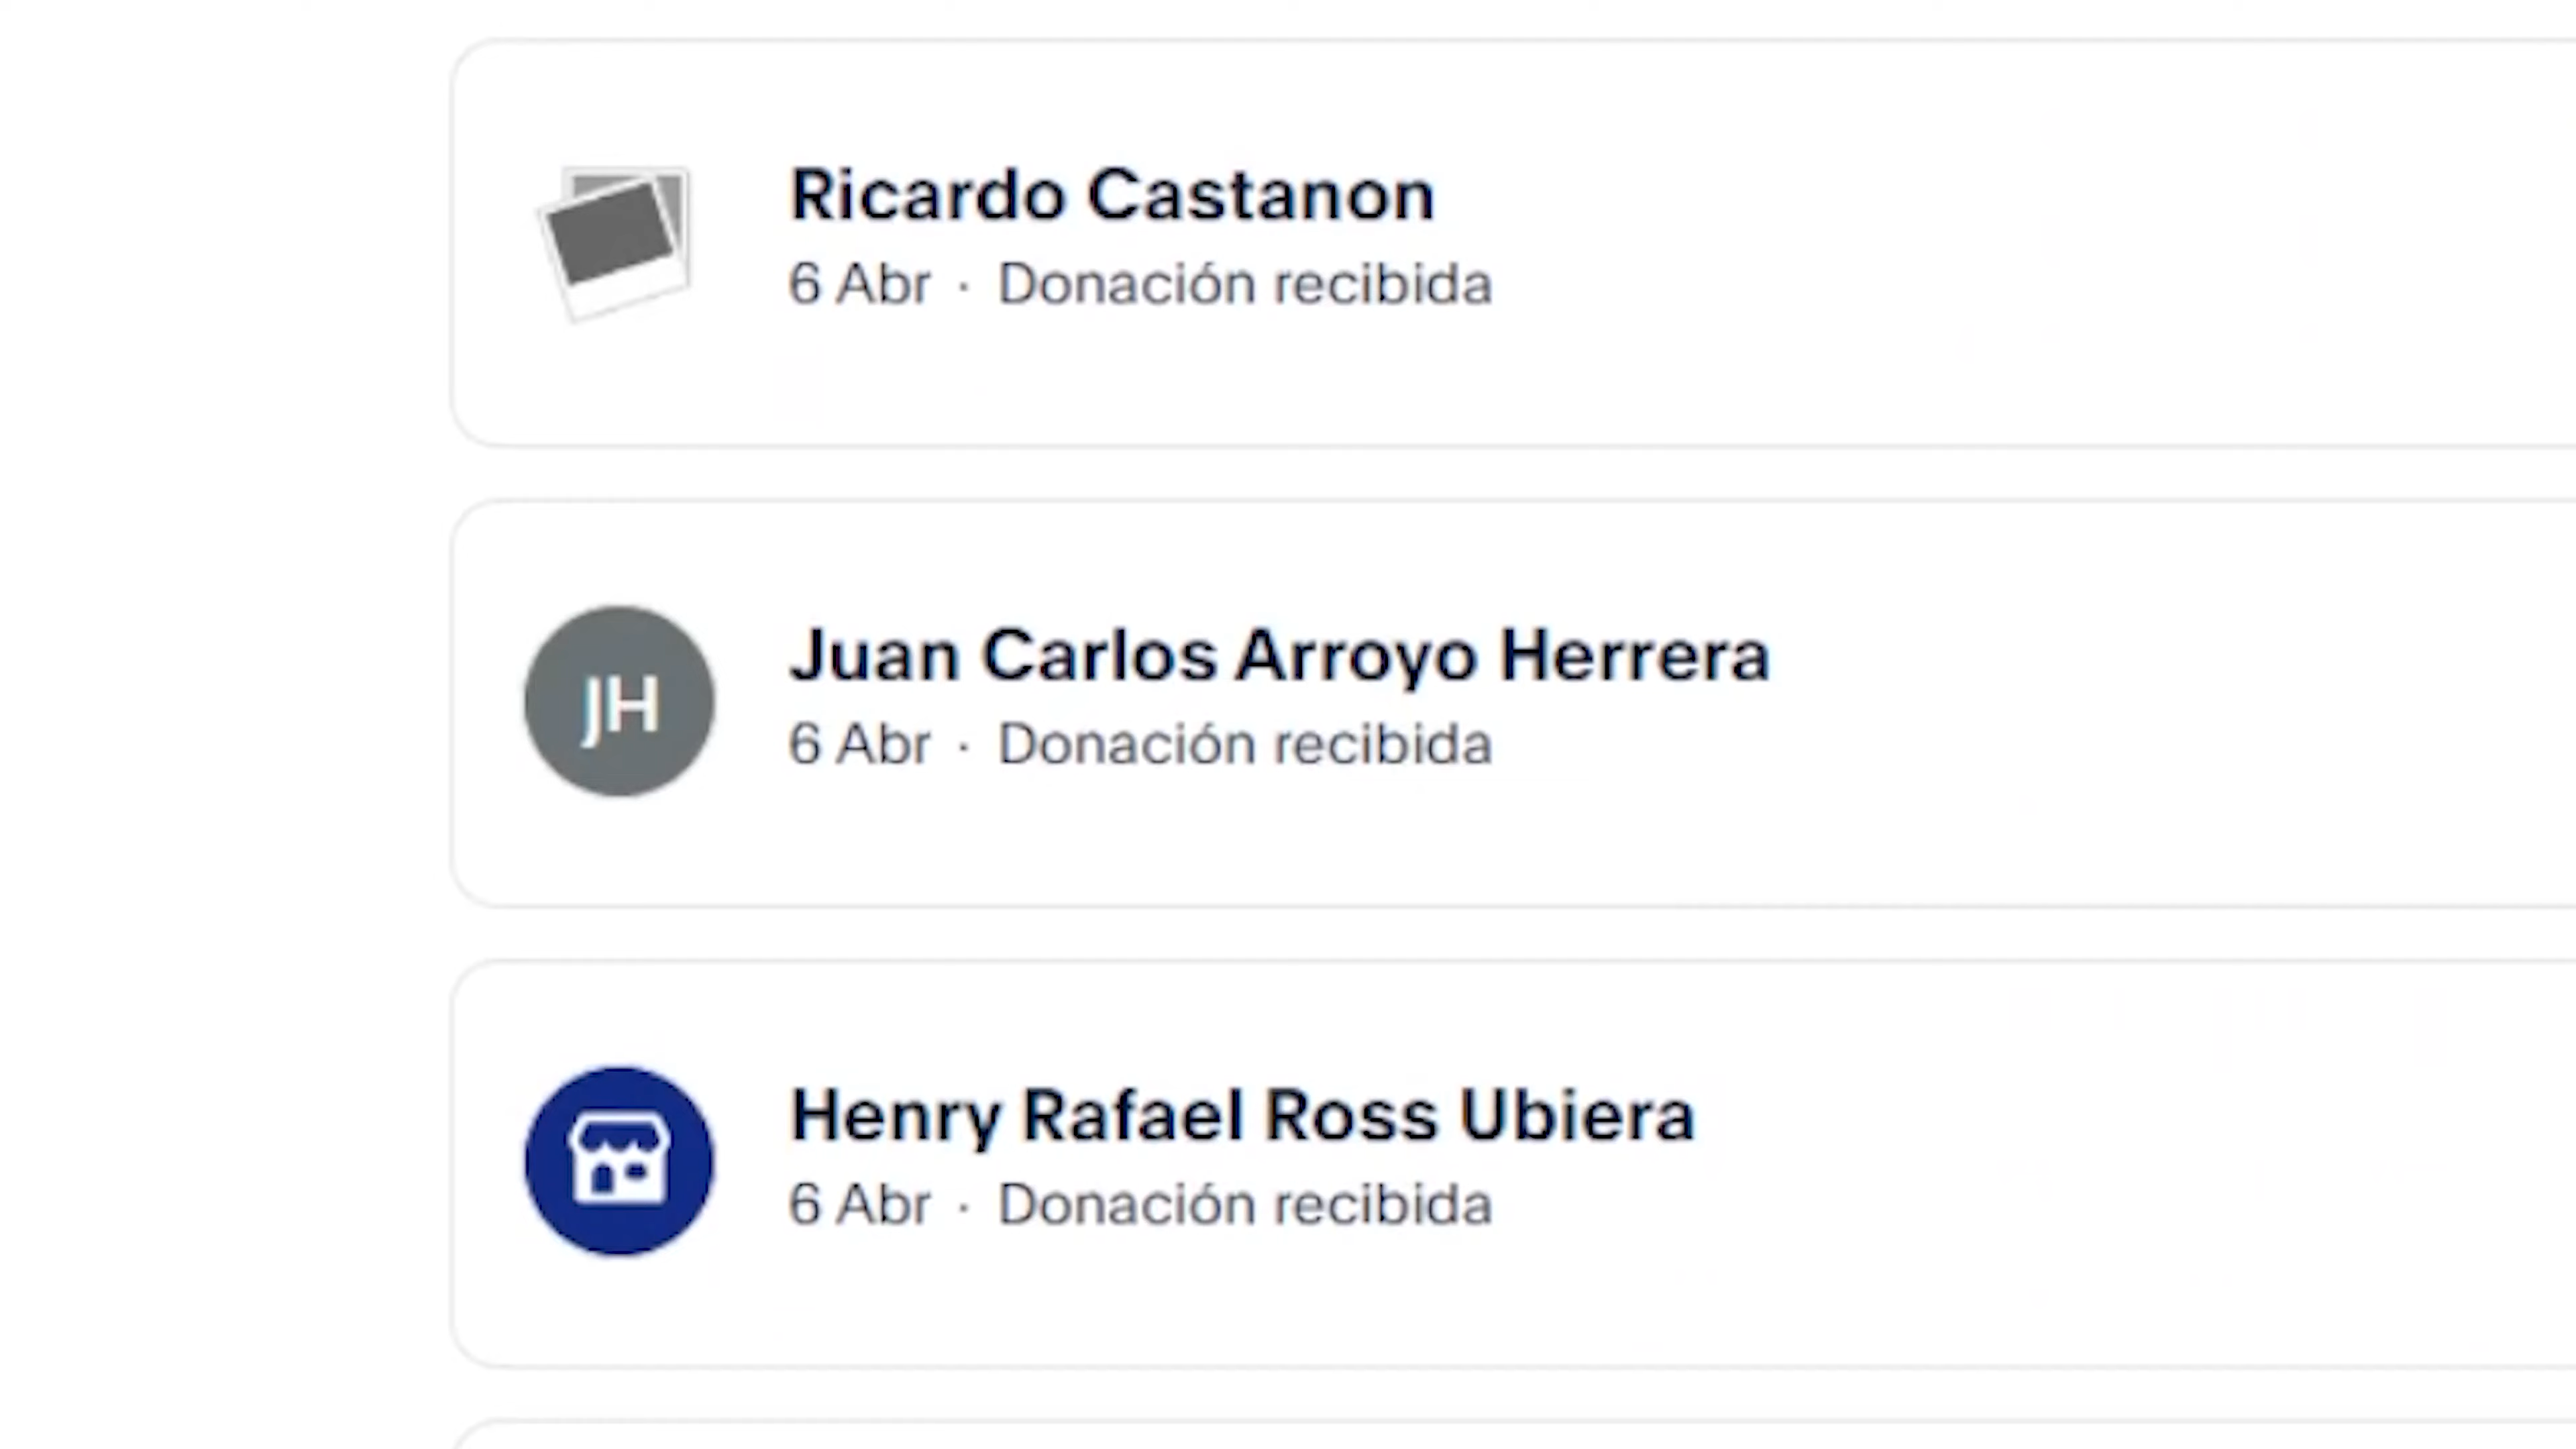 Ricardo Castanon
6 Abr · Donación recibida
JH
Juan Carlos Arroyo Herrera
6 Abr · Donación recibida
Henry Rafael Ross Ubiera
6 Abr · Donación recibida